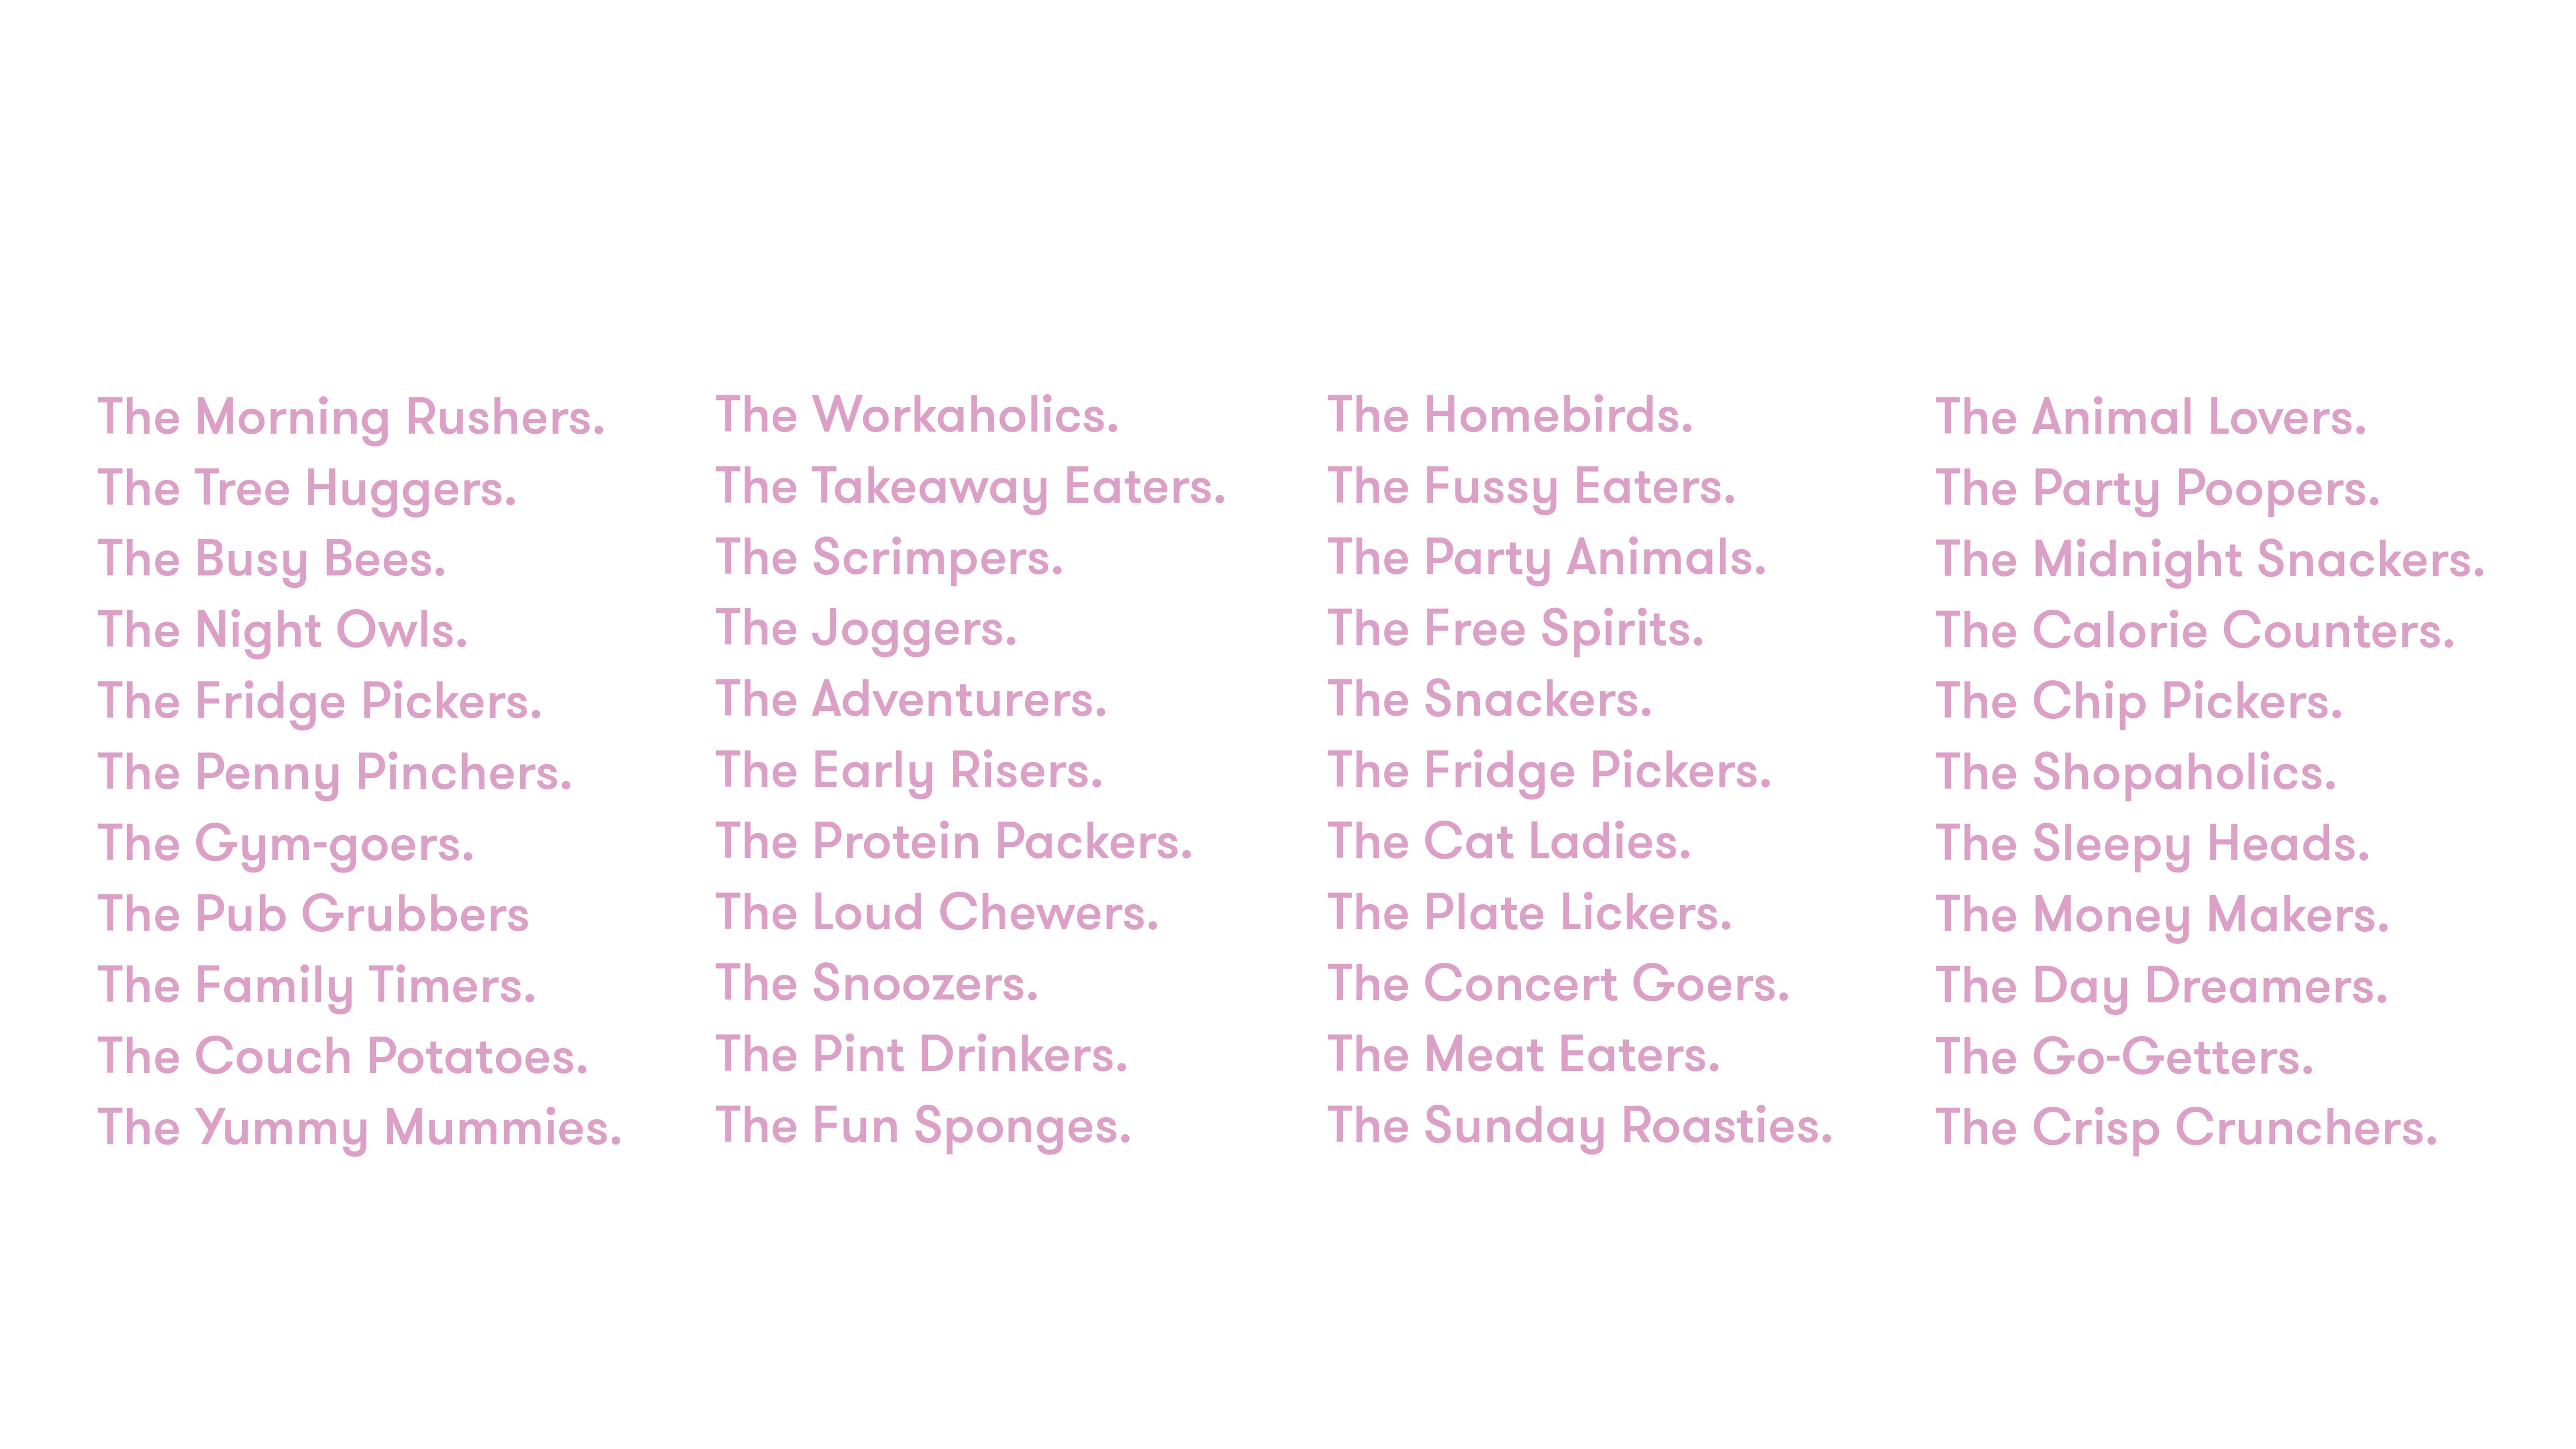 The Morning Rushers.
The Tree Huggers.
The Busy Bees.
The Night Owls.
The Fridge Pickers.
The Penny Pinchers.
The Gym-goers.
The Pub Grubbers
The Family Timers.
The Couch Potatoes.
The Yummy Mummies.
The Workaholics.
The Takeaway Eaters.
The Scrimpers.
The Joggers.
The Adventurers.
The Early Risers.
The Protein Packers.
The Loud Chewers.
The Snoozers.
The Pint Drinkers.
The Fun Sponges.
The Homebirds.
The Fussy Eaters.
The Party Animals.
The Free Spirits.
The Snackers.
The Fridge Pickers.
The Cat Ladies.
The Plate Lickers.
The Concert Goers.
The Meat Eaters.
The Sunday Roasties.
The Animal Lovers.
The Party Poopers.
The Midnight Snackers.
The Calorie Counters.
The Chip Pickers.
The Shopaholics.
The Sleepy Heads.
The Money Makers.
The Day Dreamers.
The Go-Getters.
The Crisp Crunchers.